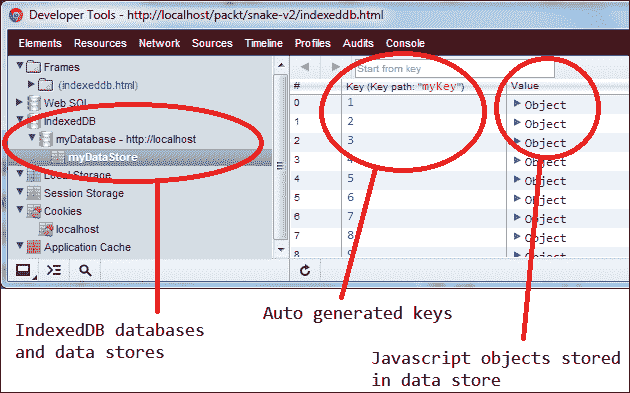 Developer Tools - http://localhost/packt/snake-v2/indexeddb.html
Elements Resources Network Sources Timeline Profiles Audits Console
Frames
(indexeddb.html)
Web SQL
IndexedDB
myDatabase - http://localhost
myDataStore
Local Storage
Session Storage
Cookies
localhost
Application Cache
Start from key
# Key (Key path: "myKey") Value
0 1 Object
1 2 Object
2 3 Object
3 4 Object
4 5 Object
5 6 Object
6 7 Object
7 8 Object
8 9
IndexedDB databases
and data stores
Auto generated keys
Javascript objects stored
in data store